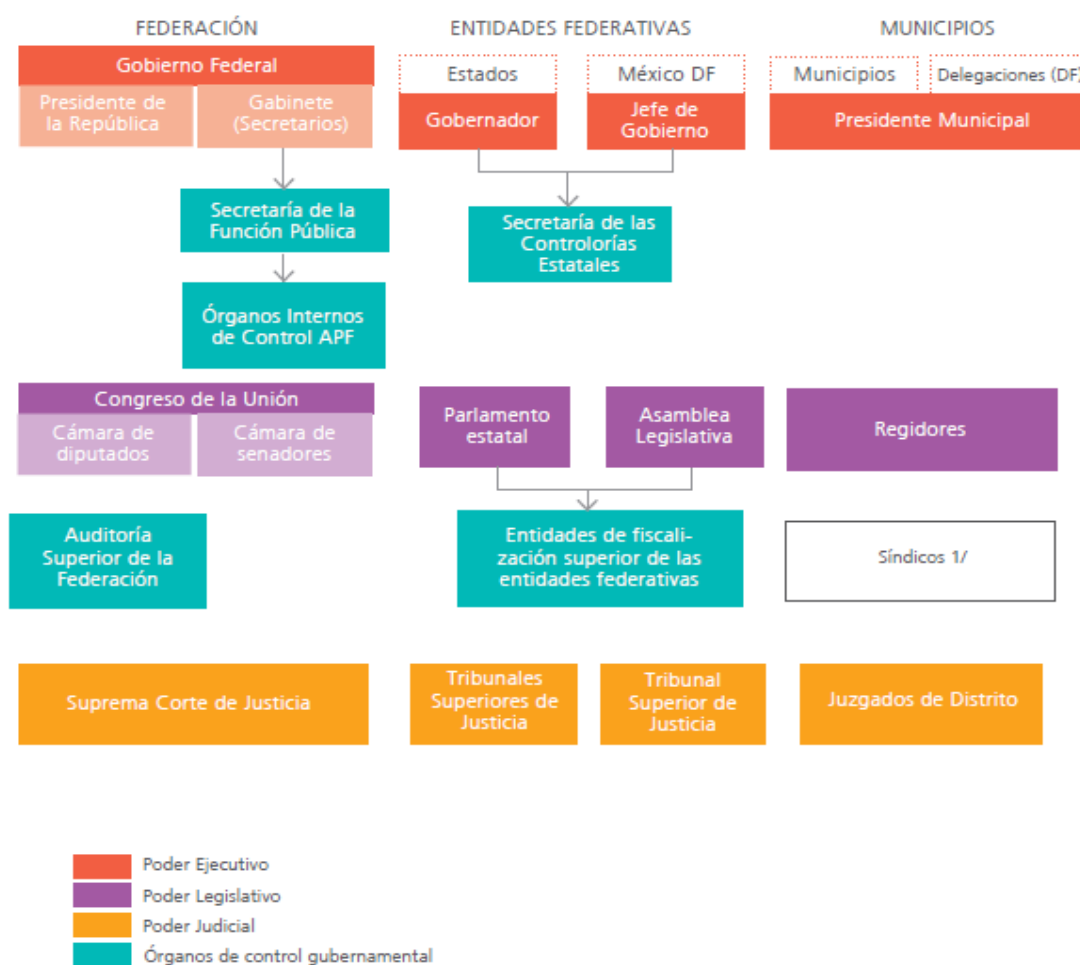 FEDERACIÓN
ENTIDADES FEDERATIVAS
MUNICIPIOS
Gobierno Federal
Presidente de
la República
Gabinete
(Secretarios)
Estados
México DF
Municipios
Delegaciones (DF)
Gobernador
Jefe de
Gobierno
Presidente Municipal
Secretaría de la
Función Pública
Secretaría de las
Controlorías
Estatales
Órganos Internos
de Control APF
Congreso de la Unión
Cámara de
diputados
Cámara de
senadores
Parlamento
estatal
Asamblea
Legislativa
Regidores
Auditoría
Superior de la
Federación
Entidades de fiscali-
zación superior de las
entidades federativas
Síndicos 1/
Suprema Corte de Justicia
Tribunales
Superiores de
Justicia
Tribunal
Superior de
Justicia
Juzgados de Distrito
Poder Ejecutivo
Poder Legislativo
Poder Judicial
Órganos de control gubernamental